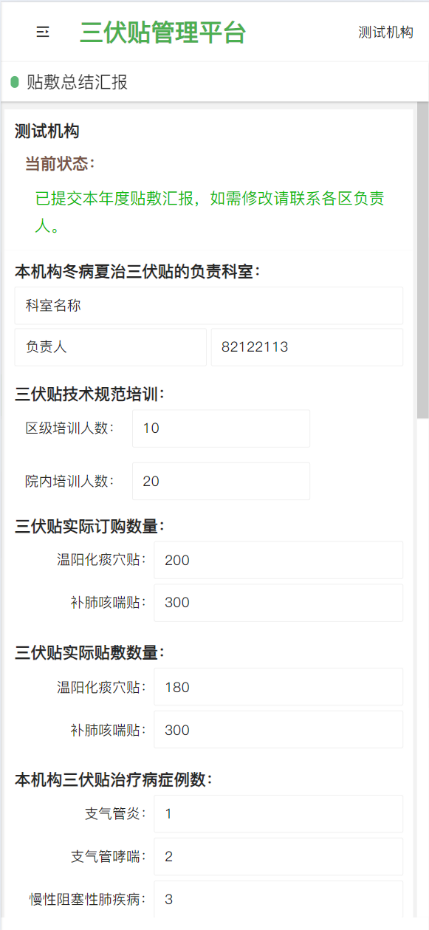 三伏贴管理平台
测试机构
贴敷总结汇报
测试机构
当前状态：
已提交本年度贴敷汇报，如需修改请联系各区负责
人。
本机构冬病夏治三伏贴的负责科室：
科室名称
负责人 82122113
三伏贴技术规范培训：
区级培训人数： 10
院内培训人数： 20
三伏贴实际订购数量：
温阳化痰穴贴： 200
补肺咳喘贴： 300
三伏贴实际贴敷数量：
温阳化痰穴贴： 180
补肺咳喘贴： 300
本机构三伏贴治疗病症例数：
支气管炎： 1
支气管哮喘： 2
慢性阻塞性肺疾病： 3